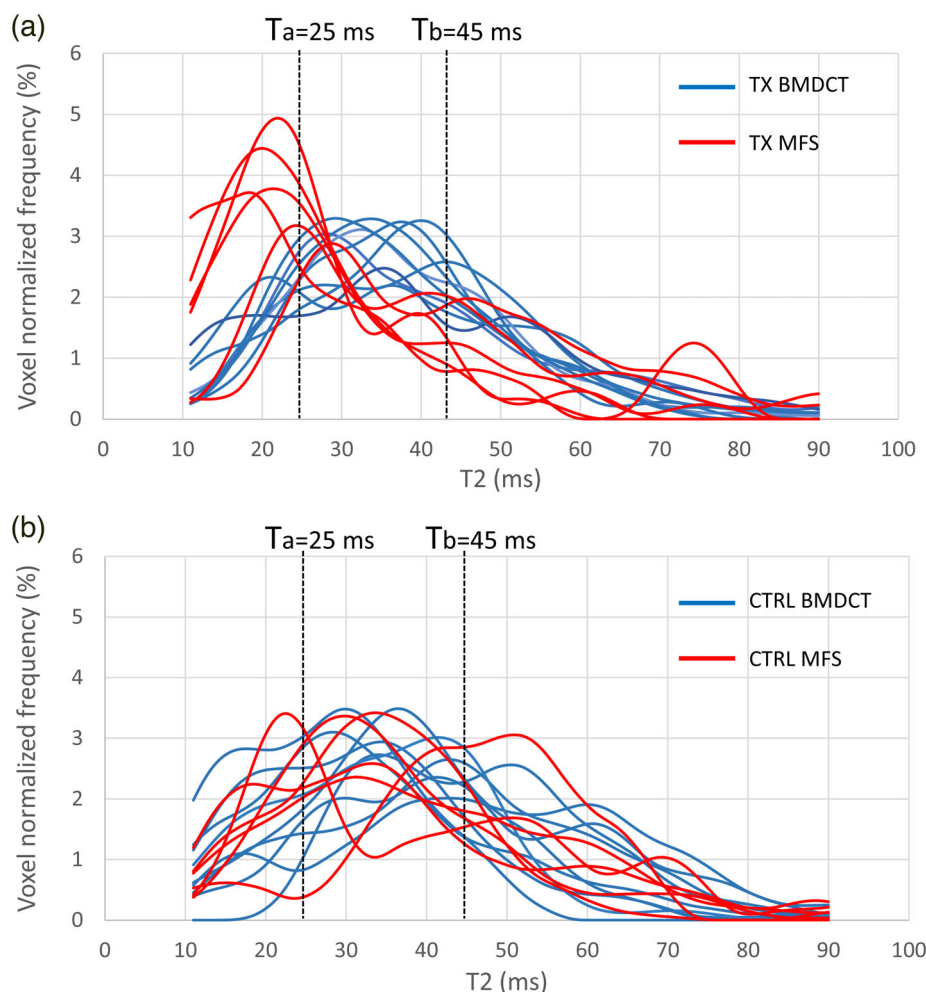 (a)
Ta=25 ms Tb=45 ms
6
5
4
3
2
1
0
Voxel normalized frequency (%)
TX BMDCT
TX MFS
0 10 20 30 40 50 60 70 80 90 100
T2 (ms)
(b)
Ta=25 ms Tb=45 ms
6
5
4
3
2
1
0
Voxel normalized frequency (%)
CTRL BMDCT
CTRL MFS
0 10 20 30 40 50 60 70 80 90 100
T2 (ms)